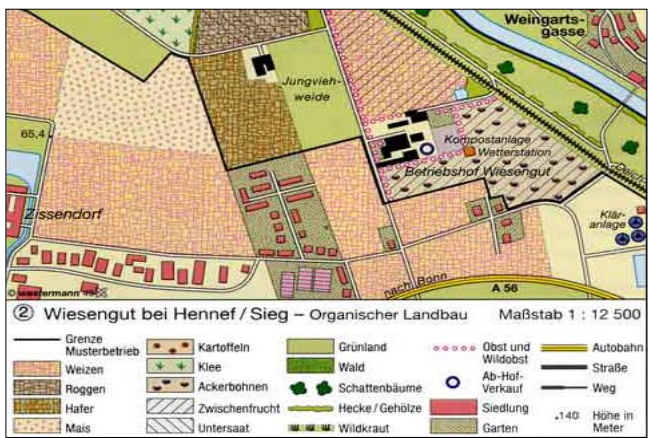 Weingarts-
gasse
Jungvieh-
weide
65,4
Kompostanlage
Wetterstation
Betriebshof Wiesengut
Deich
Zissendorf
Klär-
anlage
nach Bonn
A 56
© westermann
② Wiesengut bei Hennef / Sieg – Organischer Landbau Maßstab 1 : 12 500
Grenze
Musterbetrieb
Weizen
Roggen
Hafer
Mais
Kartoffeln
Klee
Ackerbohnen
Zwischenfrucht
Untersaat
Grünland
Wald
Schattenbäume
Hecke / Gehölze
Wildkraut
Obst und
Wildobst
Ab-Hof-
Verkauf
Siedlung
Garten
Autobahn
Straße
Weg
.140 Höhe in
Meter